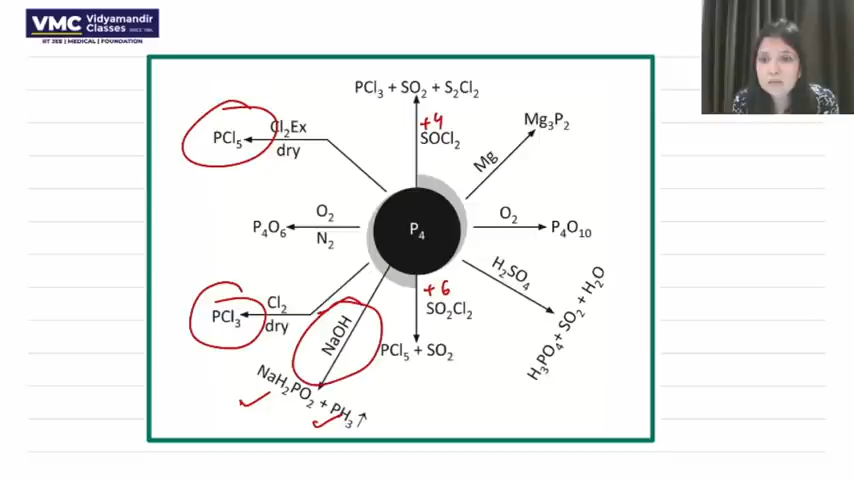 VMC Vidyamandir Classes SINCE 1986
IIT JEE | MEDICAL | FOUNDATION
PCl₃ + SO₂ + S₂Cl₂
+4
SOCl₂
PCl₅
Cl₂Ex
dry
Mg
Mg₃P₂
P₄O₆
O₂
N₂
P₄
O₂
P₄O₁₀
H₂SO₄
H₃PO₄ + SO₂ + H₂O
PCl₃
Cl₂
dry
NaOH
+6
SO₂Cl₂
PCl₅ + SO₂
NaH₂PO₂ + PH₃↑